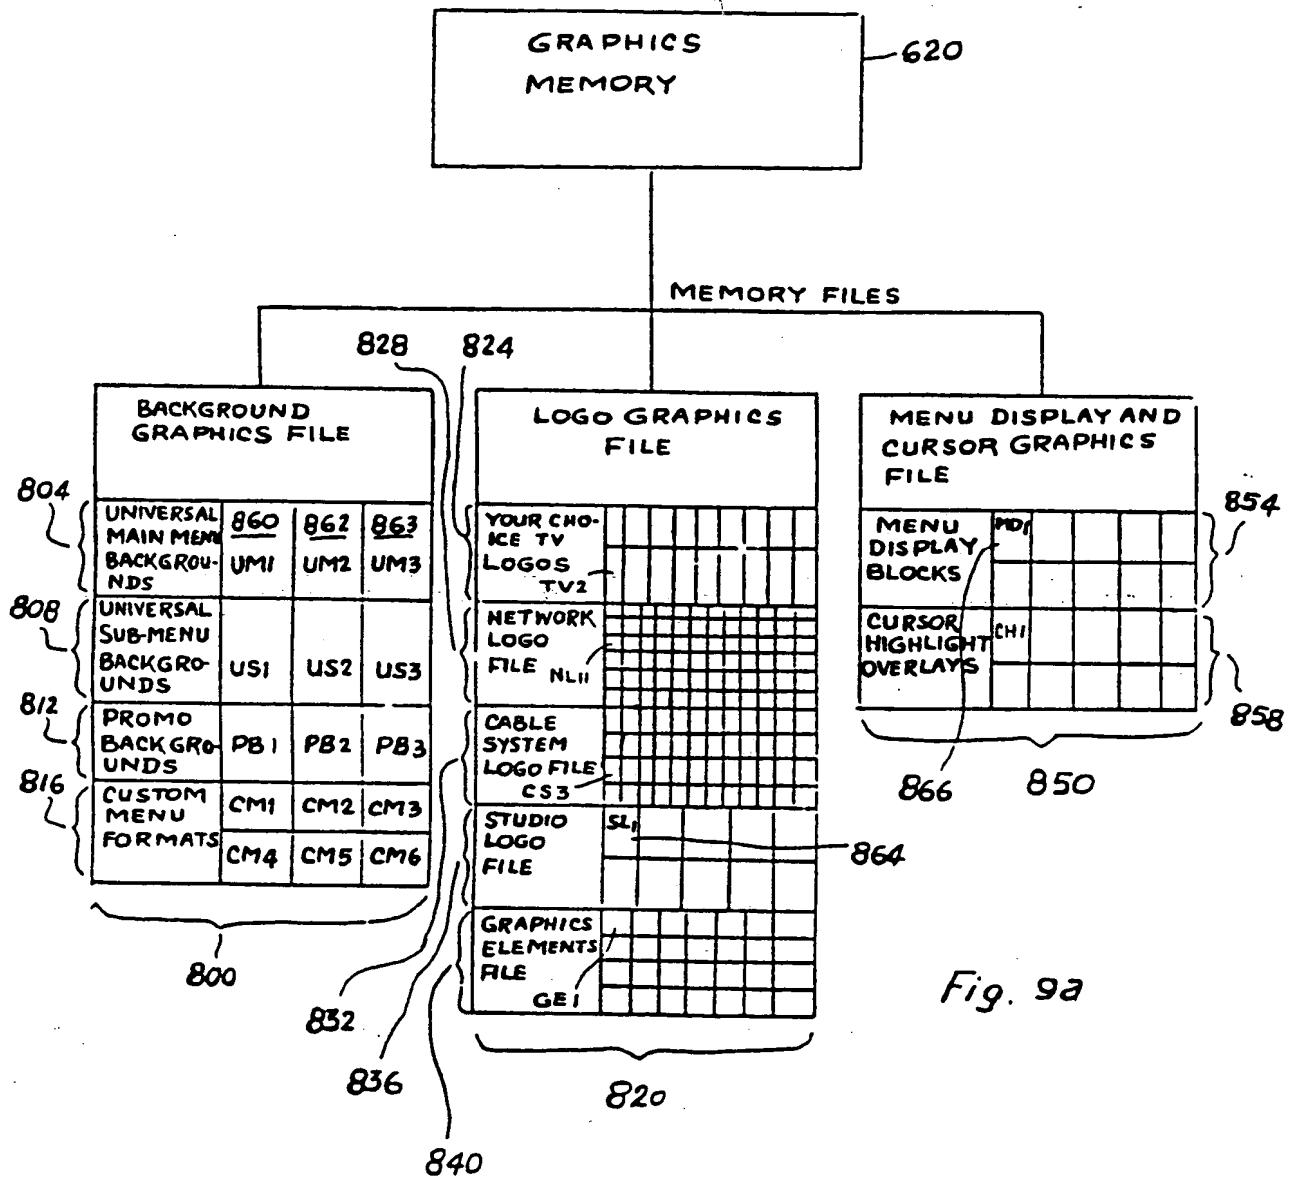 GRAPHICS
MEMORY
620
MEMORY FILES
828
824
BACKGROUND
GRAPHICS FILE
804
UNIVERSAL
MAIN MENU
BACKGROU-
NDS
860
862
863
UM1
UM2
UM3
808
UNIVERSAL
SUB-MENU
BACKGRO-
UNDS
US1
US2
US3
812
PROMO
BACKGRO-
UNDS
PB1
PB2
PB3
816
CUSTOM
MENU
FORMATS
CM1
CM2
CM3
CM4
CM5
CM6
800
LOGO GRAPHICS
FILE
YOUR CHO-
ICE TV
LOGOS
TV2
NETWORK
LOGO
FILE
NL11
CABLE
SYSTEM
LOGO FILE
CS3
STUDIO
LOGO
FILE
SL1
864
GRAPHICS
ELEMENTS
FILE
GE1
832
836
840
820
MENU DISPLAY AND
CURSOR GRAPHICS
FILE
MENU
DISPLAY
BLOCKS
MD1
854
CURSOR
HIGHLIGHT
OVERLAYS
CH1
858
866
850
Fig. 9a